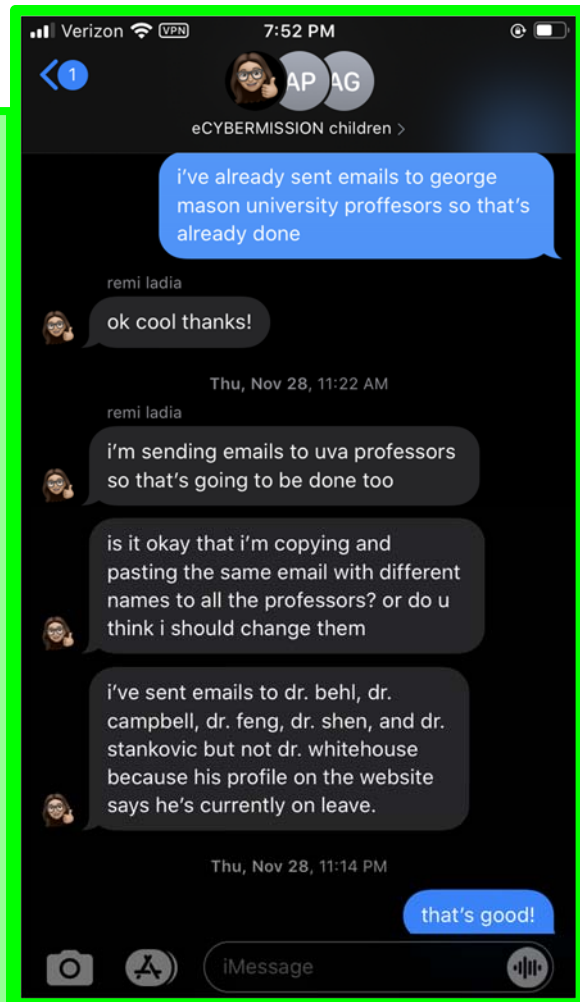 Verizon VPN 7:52 PM
1
AP AG
eCYBERMISSION children >
i've already sent emails to george
mason university proffesors so that's
already done
remi ladia
ok cool thanks!
Thu, Nov 28, 11:22 AM
remi ladia
i'm sending emails to uva professors
so that's going to be done too
is it okay that i'm copying and
pasting the same email with different
names to all the professors? or do u
think i should change them
i've sent emails to dr. behl, dr.
campbell, dr. feng, dr. shen, and dr.
stankovic but not dr. whitehouse
because his profile on the website
says he's currently on leave.
Thu, Nov 28, 11:14 PM
that's good!
iMessage